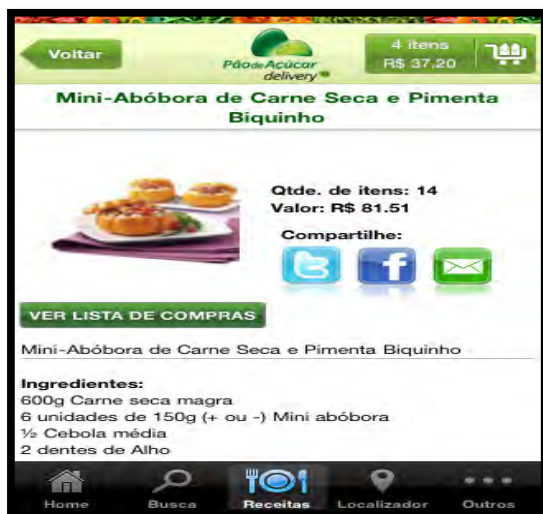 Voltar
Pão de Açúcar
delivery
4 itens
R$ 37,20
Mini-Abóbora de Carne Seca e Pimenta
Biquinho
Qtde. de itens: 14
Valor: R$ 81.51
Compartilhe:
VER LISTA DE COMPRAS
Mini-Abóbora de Carne Seca e Pimenta Biquinho
Ingredientes:
600g Carne seca magra
6 unidades de 150g (+ ou -) Mini abóbora
½ Cebola média
2 dentes de Alho
Home Busca Receitas Localizador Outros